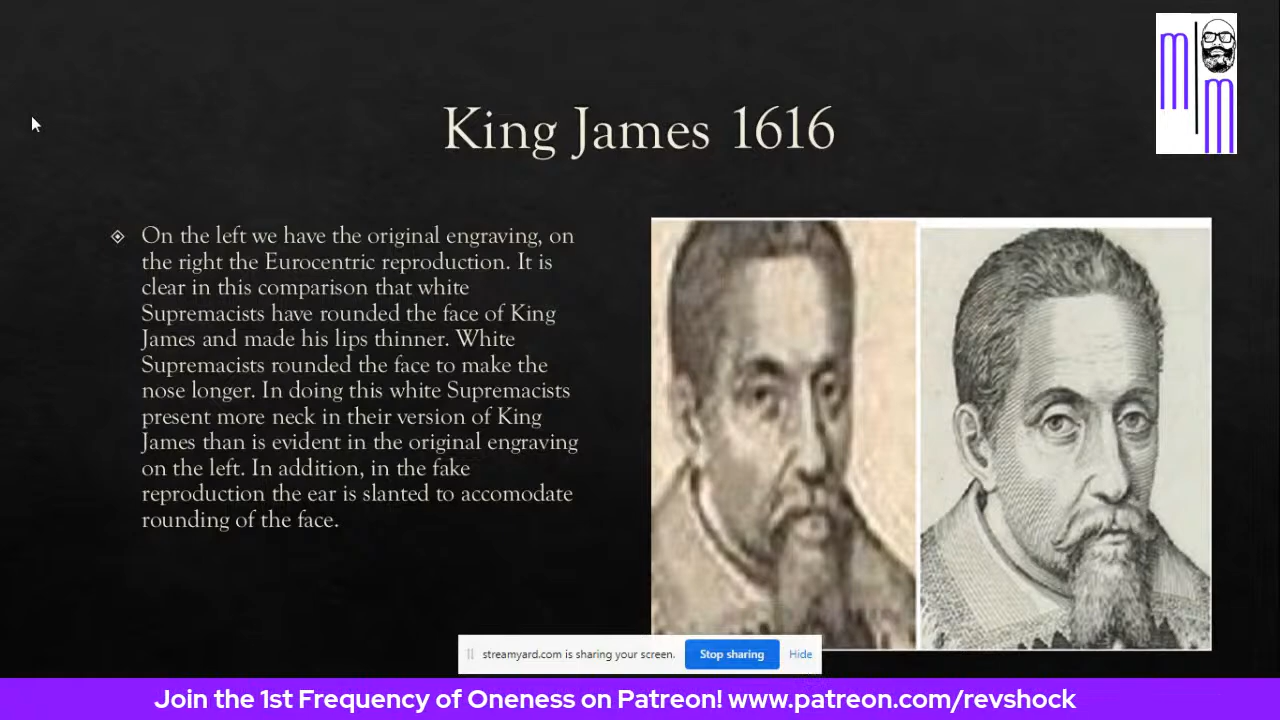 m
m
King James 1616
On the left we have the original engraving, on
the right the Eurocentric reproduction. It is
clear in this comparison that white
Supremacists have rounded the face of King
James and made his lips thinner. White
Supremacists rounded the face to make the
nose longer. In doing this white Supremacists
present more neck in their version of King
James than is evident in the original engraving
on the left. In addition, in the fake
reproduction the ear is slanted to accomodate
rounding of the face.
streamyard.com is sharing your screen. Stop sharing Hide
Join the 1st Frequency of Oneness on Patreon! www.patreon.com/revshock